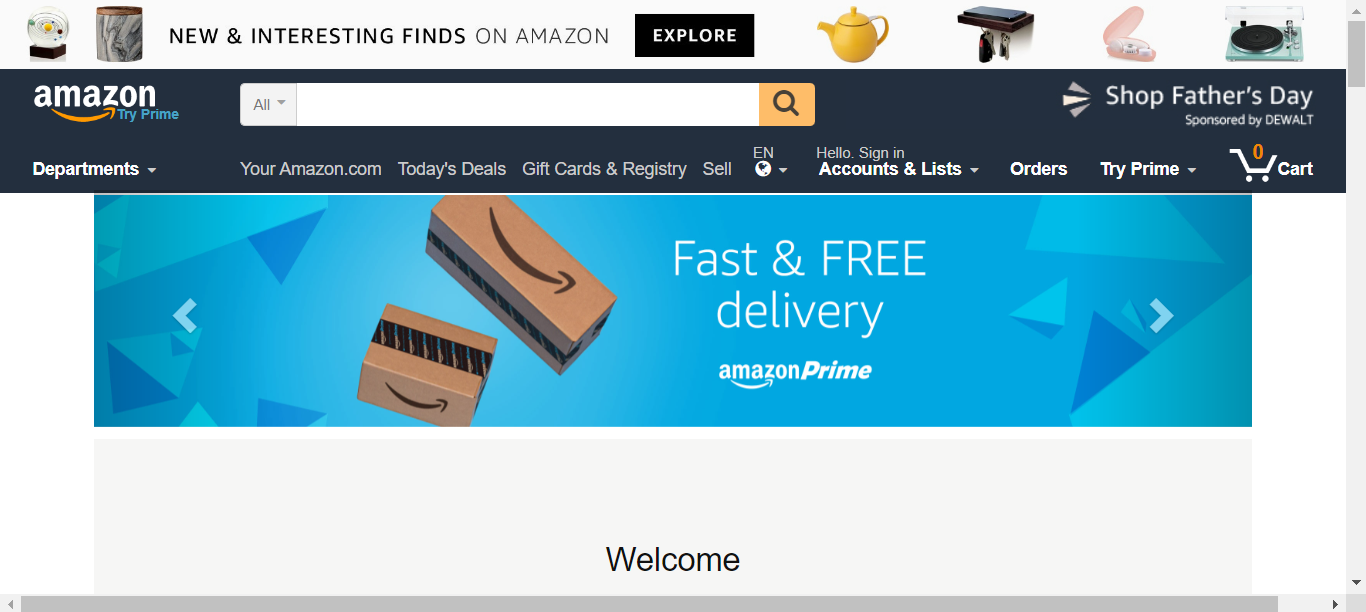 NEW & INTERESTING FINDS ON AMAZON
EXPLORE
amazon
Try Prime
All
Shop Father's Day
Sponsored by DEWALT
Departments
Your Amazon.com
Today's Deals
Gift Cards & Registry
Sell
EN
Hello. Sign in
Accounts & Lists
Orders
Try Prime
0
Cart
Fast & FREE
delivery
amazonPrime
Welcome